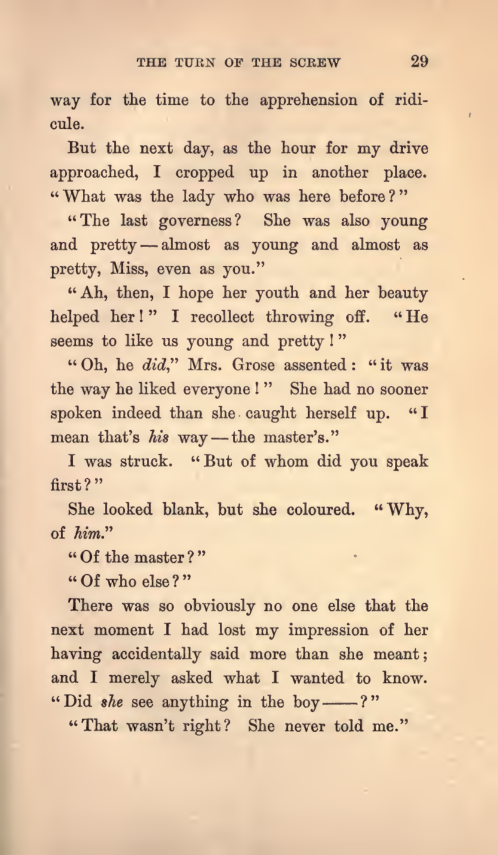 THE TURN OF THE SCREW 29
way for the time to the apprehension of ridi-
cule.
But the next day, as the hour for my drive
approached, I cropped up in another place.
“What was the lady who was here before?”
“The last governess? She was also young
and pretty—almost as young and almost as
pretty, Miss, even as you.”
“Ah, then, I hope her youth and her beauty
helped her!” I recollect throwing off. “He
seems to like us young and pretty!”
“Oh, he did,” Mrs. Grose assented: “it was
the way he liked everyone!” She had no sooner
spoken indeed than she caught herself up. “I
mean that's his way—the master's.”
I was struck. “But of whom did you speak
first?”
She looked blank, but she coloured. “Why,
of him.”
“Of the master?”
“Of who else?”
There was so obviously no one else that the
next moment I had lost my impression of her
having accidentally said more than she meant;
and I merely asked what I wanted to know.
“Did she see anything in the boy——?”
“That wasn't right? She never told me.”